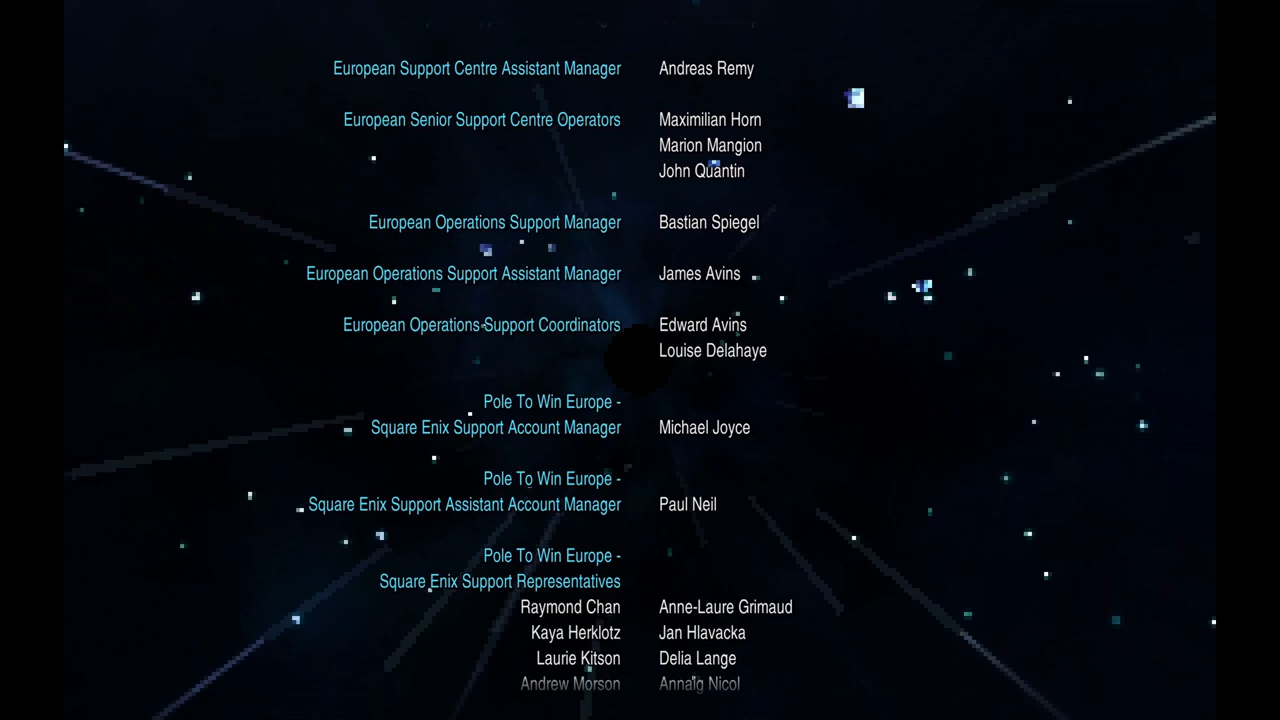 European Support Centre Assistant Manager Andreas Remy
European Senior Support Centre Operators Maximilian Horn
Marion Mangion
John Quantin
European Operations Support Manager Bastian Spiegel
European Operations Support Assistant Manager James Avins
European Operations Support Coordinators Edward Avins
Louise Delahaye
Pole To Win Europe -
Square Enix Support Account Manager Michael Joyce
Pole To Win Europe -
Square Enix Support Assistant Account Manager Paul Neil
Pole To Win Europe -
Square Enix Support Representatives
Raymond Chan Anne-Laure Grimaud
Kaya Herklotz Jan Hlavacka
Laurie Kitson Delia Lange
Andrew Morson Annaïg Nicol